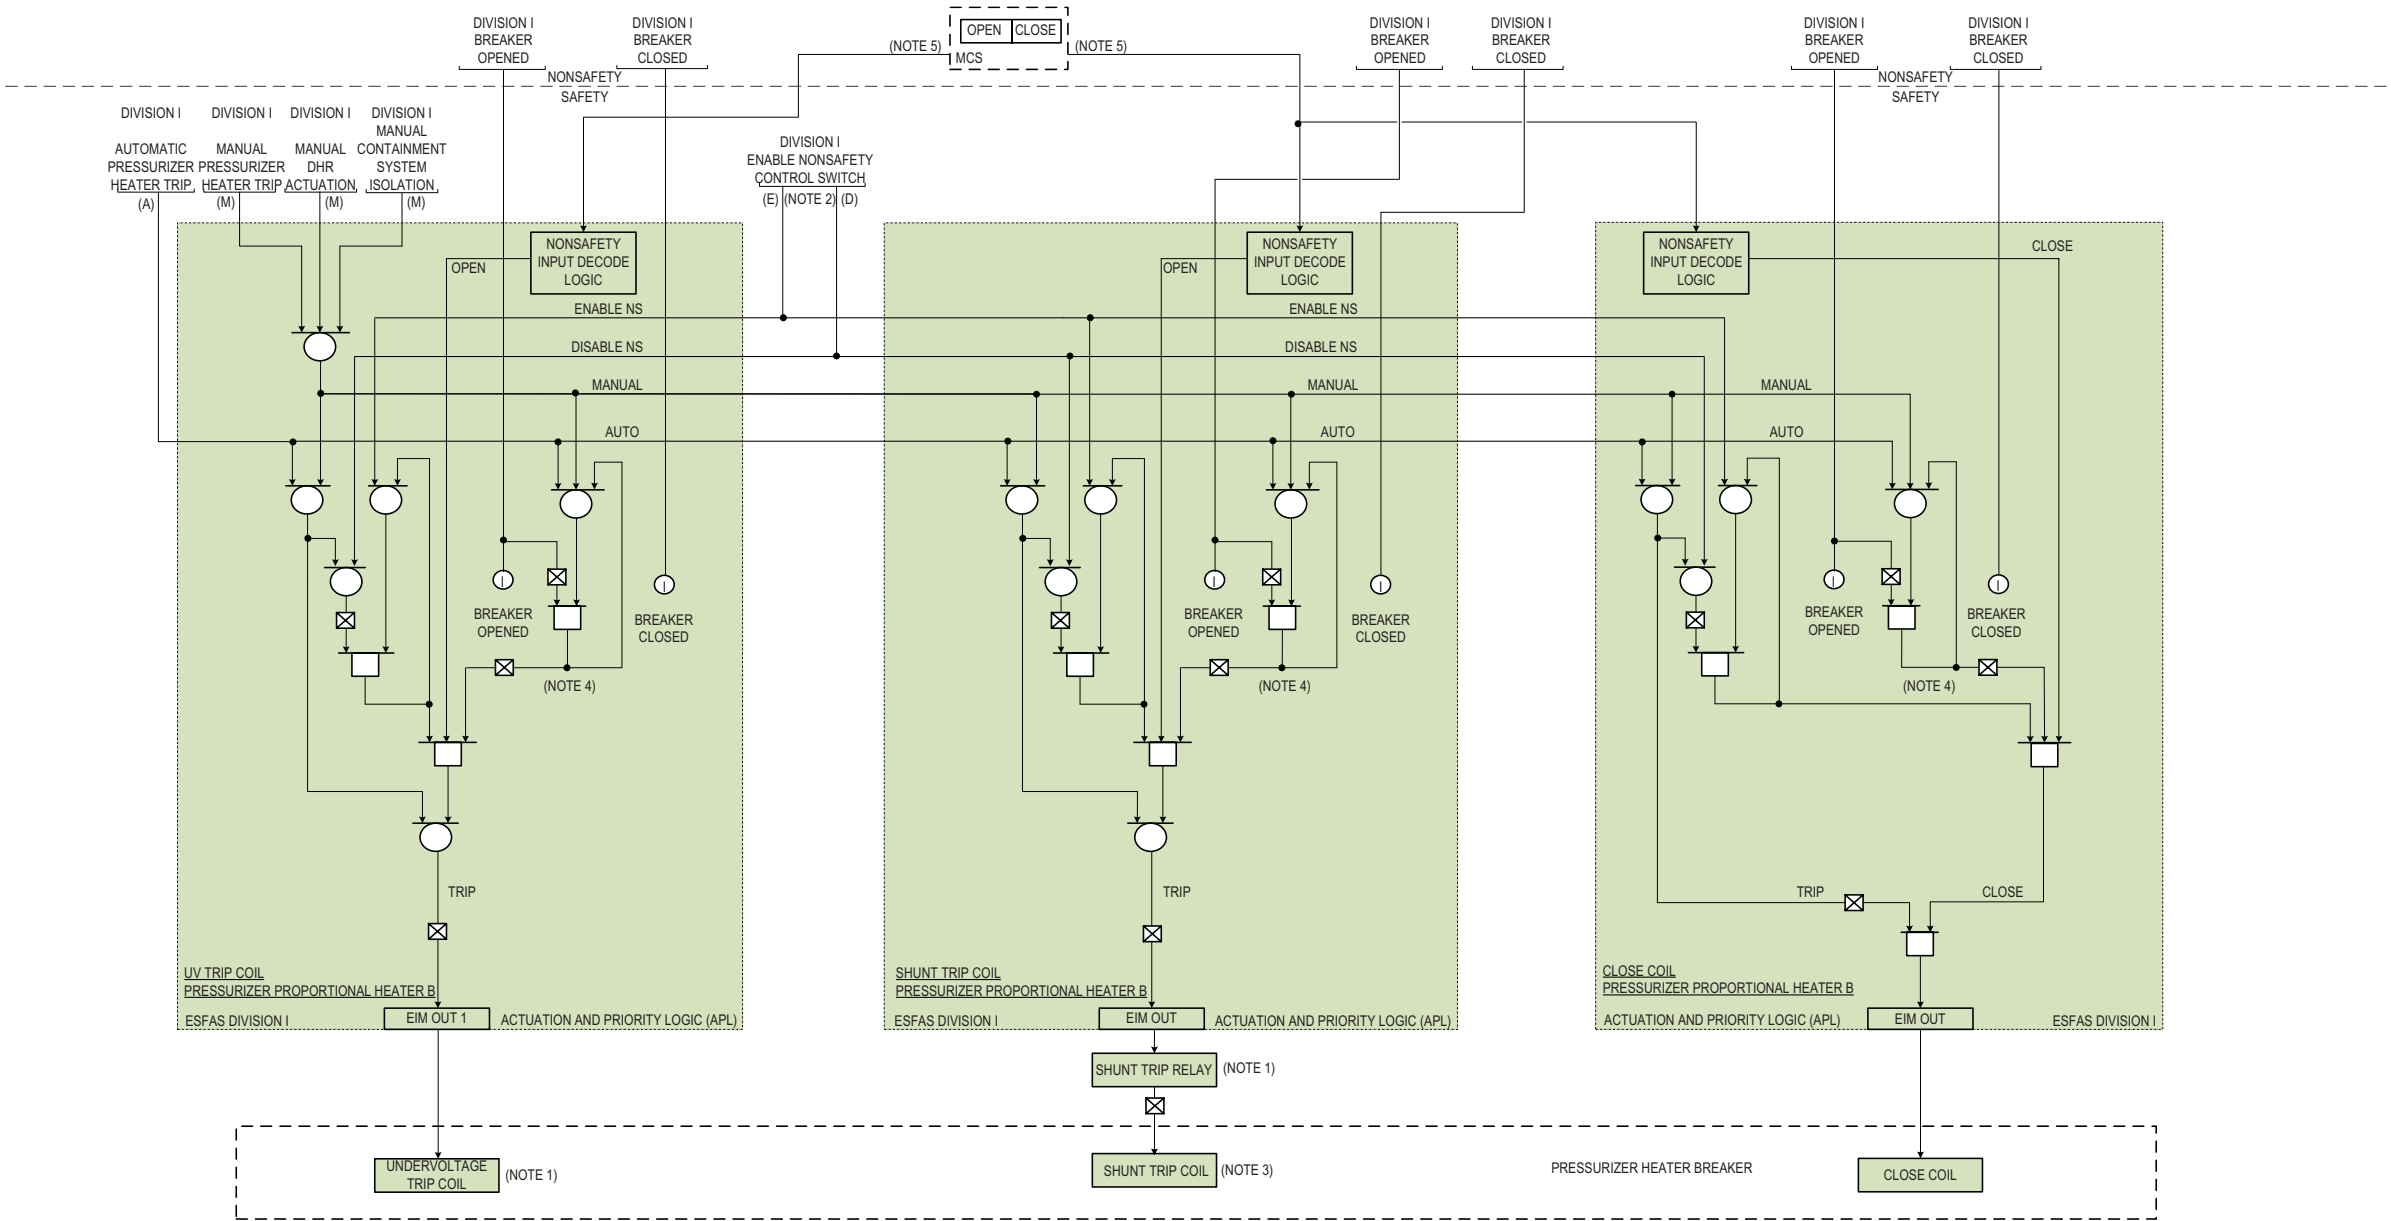 DIVISION I
BREAKER
OPENED
DIVISION I
BREAKER
CLOSED
(NOTE 5)
OPEN CLOSE
MCS
(NOTE 5)
DIVISION I
BREAKER
OPENED
DIVISION I
BREAKER
CLOSED
DIVISION I
BREAKER
OPENED
DIVISION I
BREAKER
CLOSED
NONSAFETY
SAFETY
NONSAFETY
SAFETY
DIVISION I
AUTOMATIC
PRESSURIZER
HEATER TRIP
(A)
DIVISION I
MANUAL
PRESSURIZER
HEATER TRIP
(M)
DIVISION I
MANUAL
DHR
ACTUATION
(M)
DIVISION I
MANUAL
CONTAINMENT
SYSTEM
ISOLATION
(M)
DIVISION I
ENABLE NONSAFETY
CONTROL SWITCH
(E) (NOTE 2) (D)
NONSAFETY
INPUT DECODE
LOGIC
OPEN
ENABLE NS
DISABLE NS
MANUAL
AUTO
BREAKER
OPENED
BREAKER
CLOSED
(NOTE 4)
TRIP
UV TRIP COIL
PRESSURIZER PROPORTIONAL HEATER B
ESFAS DIVISION I
EIM OUT 1
ACTUATION AND PRIORITY LOGIC (APL)
NONSAFETY
INPUT DECODE
LOGIC
OPEN
ENABLE NS
DISABLE NS
MANUAL
AUTO
BREAKER
OPENED
BREAKER
CLOSED
(NOTE 4)
TRIP
SHUNT TRIP COIL
PRESSURIZER PROPORTIONAL HEATER B
ESFAS DIVISION I
EIM OUT
ACTUATION AND PRIORITY LOGIC (APL)
NONSAFETY
INPUT DECODE
LOGIC
CLOSE
MANUAL
AUTO
BREAKER
OPENED
BREAKER
CLOSED
(NOTE 4)
TRIP
CLOSE
CLOSE COIL
PRESSURIZER PROPORTIONAL HEATER B
ACTUATION AND PRIORITY LOGIC (APL)
EIM OUT
ESFAS DIVISION I
SHUNT TRIP RELAY
(NOTE 1)
UNDERVOLTAGE
TRIP COIL
(NOTE 1)
SHUNT TRIP COIL
(NOTE 3)
PRESSURIZER HEATER BREAKER
CLOSE COIL